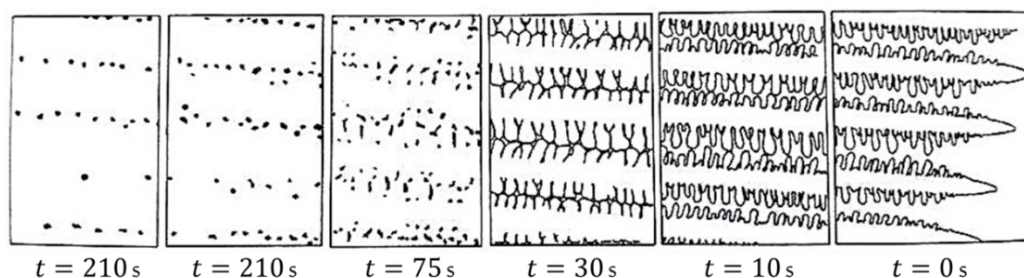 t = 210 s t = 210 s t = 75 s t = 30 s t = 10 s t = 0 s